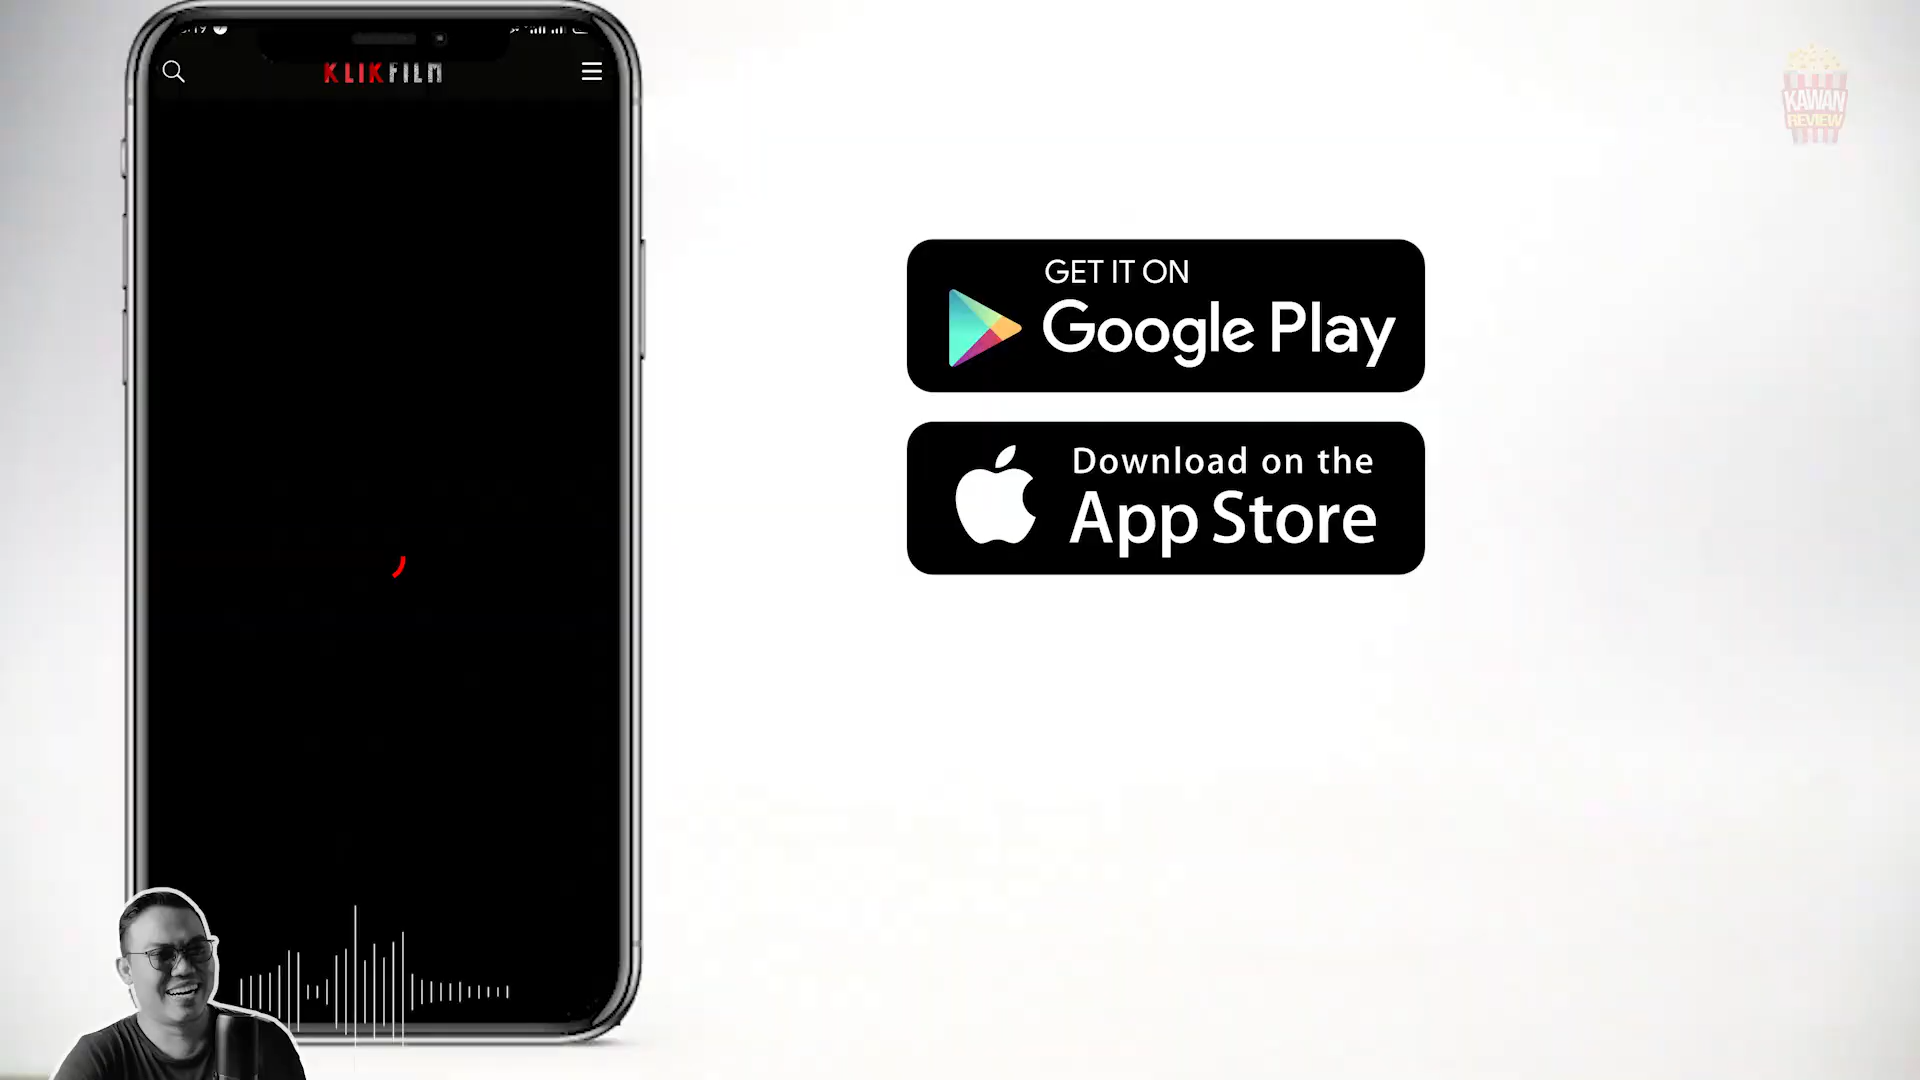 KLIKFILM
KAWAN
REVIEW
GET IT ON
Google Play
Download on the
App Store